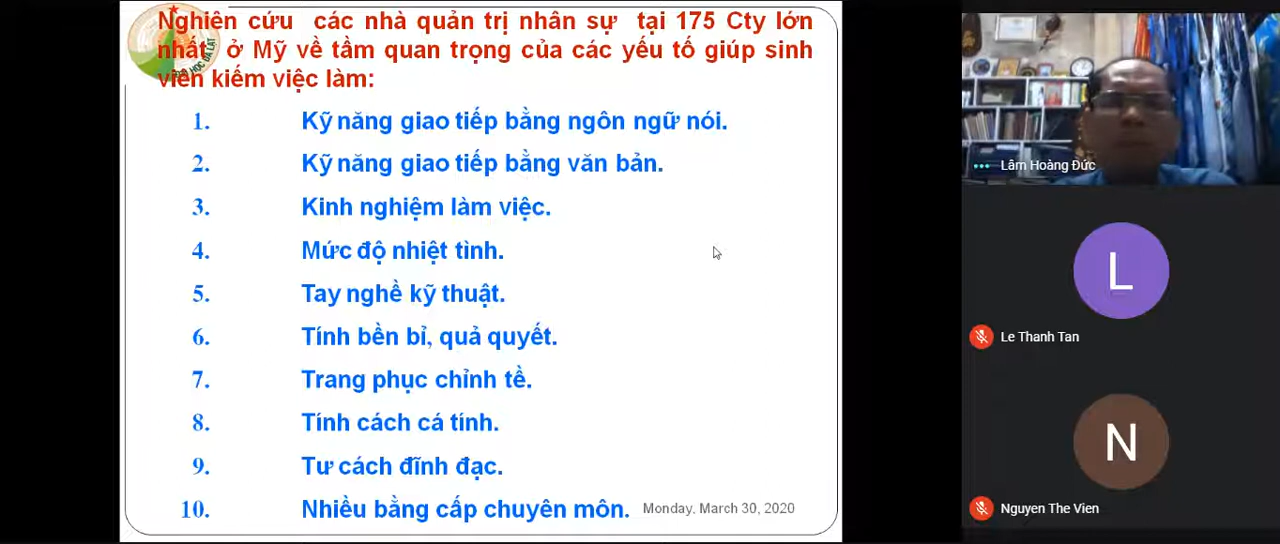 Nghiên cứu các nhà quản trị nhân sự tại 175 Cty lớn
nhất ở Mỹ về tầm quan trọng của các yếu tố giúp sinh
viên kiếm việc làm:
1. Kỹ năng giao tiếp bằng ngôn ngữ nói.
2. Kỹ năng giao tiếp bằng văn bản.
3. Kinh nghiệm làm việc.
4. Mức độ nhiệt tình.
5. Tay nghề kỹ thuật.
6. Tính bền bỉ, quả quyết.
7. Trang phục chỉnh tề.
8. Tính cách cá tính.
9. Tư cách đĩnh đạc.
10. Nhiều bằng cấp chuyên môn.
Monday, March 30, 2020
Lâm Hoàng Đức
L
Le Thanh Tan
N
Nguyen The Vien